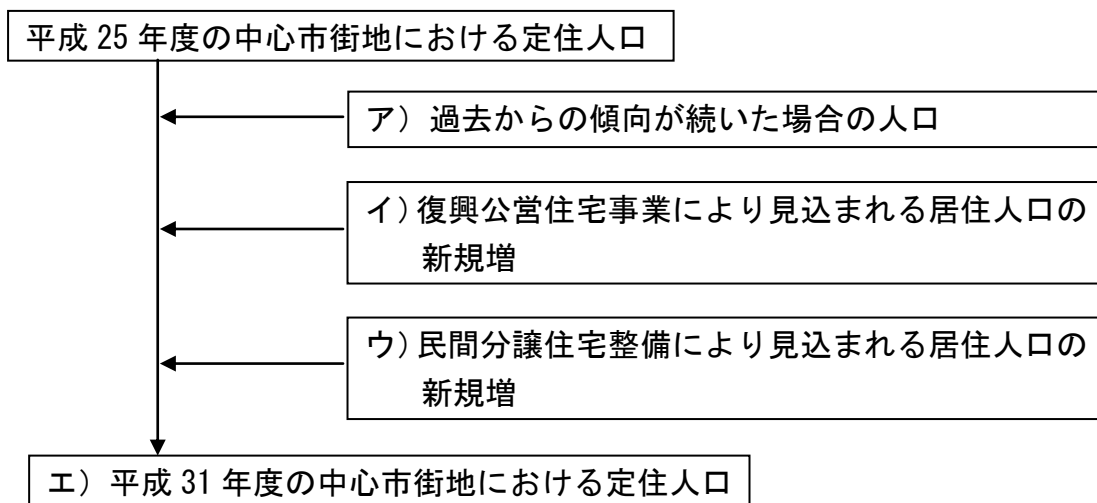 平成 25 年度の中心市街地における定住人口
ア）過去からの傾向が続いた場合の人口
イ）復興公営住宅事業により見込まれる居住人口の
新規増
ウ）民間分譲住宅整備により見込まれる居住人口の
新規増
エ）平成 31 年度の中心市街地における定住人口